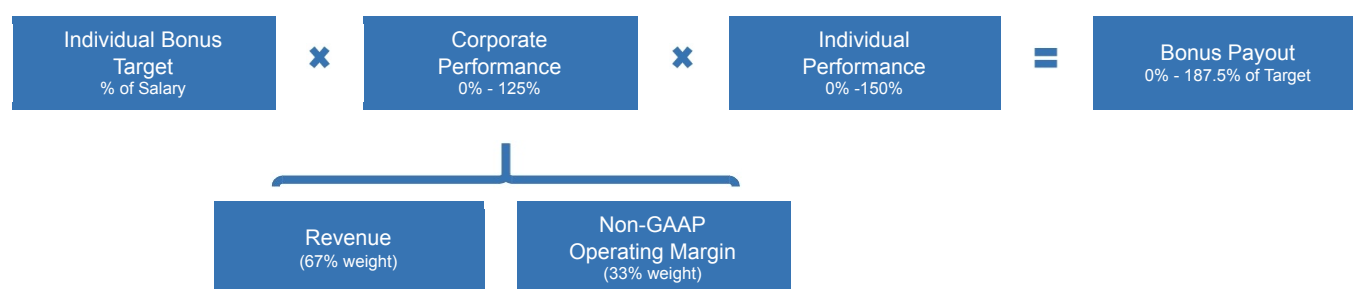 Individual Bonus
Target
% of Salary
✖
Corporate
Performance
0% - 125%
✖
Individual
Performance
0% -150%
=
Bonus Payout
0% - 187.5% of Target
Revenue
(67% weight)
Non-GAAP
Operating Margin
(33% weight)